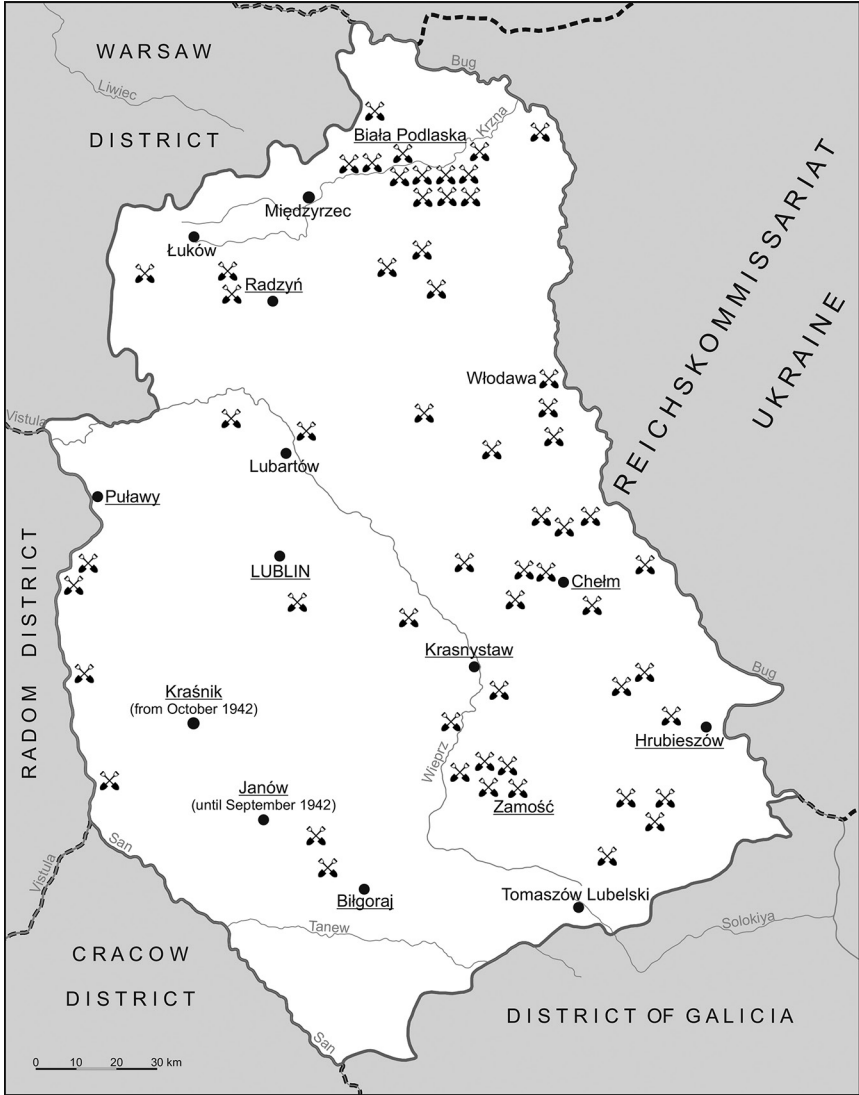 WARSAW
DISTRICT
Liwiec
Bug
Krzna
Biała Podlaska
Międzyrzec
Łuków
Radzyń
REICHSKOMMISSARIAT
UKRAINE
Włodawa
Vistula
Lubartów
Puławy
LUBLIN
Chełm
RADOM DISTRICT
Krasnystaw
Bug
Kraśnik
(from October 1942)
Hrubieszów
Wieprz
Janów
(until September 1942)
Zamość
San
Vistula
Biłgoraj
Tomaszów Lubelski
Tanew
Solokiya
CRACOW
DISTRICT
DISTRICT OF GALICIA
San
0 10 20 30 km